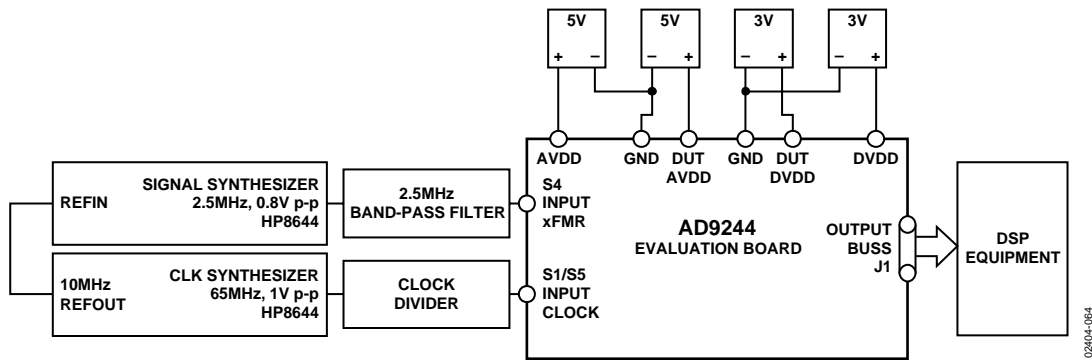 5V
5V
3V
3V
+ –
– +
– +
– +
AVDD
GND
DUT
AVDD
GND
DUT
DVDD
DVDD
REFIN
SIGNAL SYNTHESIZER
2.5MHz, 0.8V p-p
HP8644
2.5MHz
BAND-PASS FILTER
S4
INPUT
xFMR
10MHz
REFOUT
CLK SYNTHESIZER
65MHz, 1V p-p
HP8644
CLOCK
DIVIDER
S1/S5
INPUT
CLOCK
AD9244
EVALUATION BOARD
OUTPUT
BUSS
J1
DSP
EQUIPMENT
02404-064